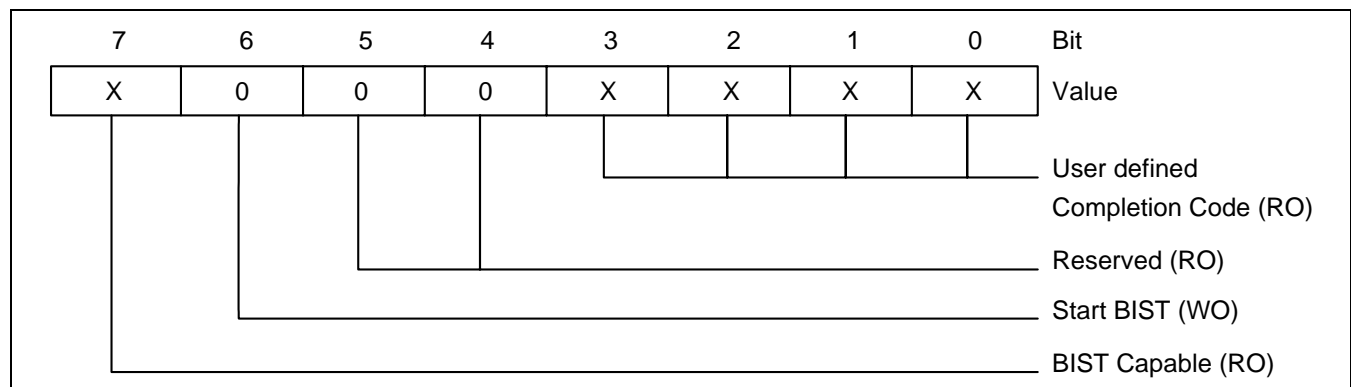 7 6 5 4 3 2 1 0 Bit
X 0 0 0 X X X X Value
User defined
Completion Code (RO)
Reserved (RO)
Start BIST (WO)
BIST Capable (RO)